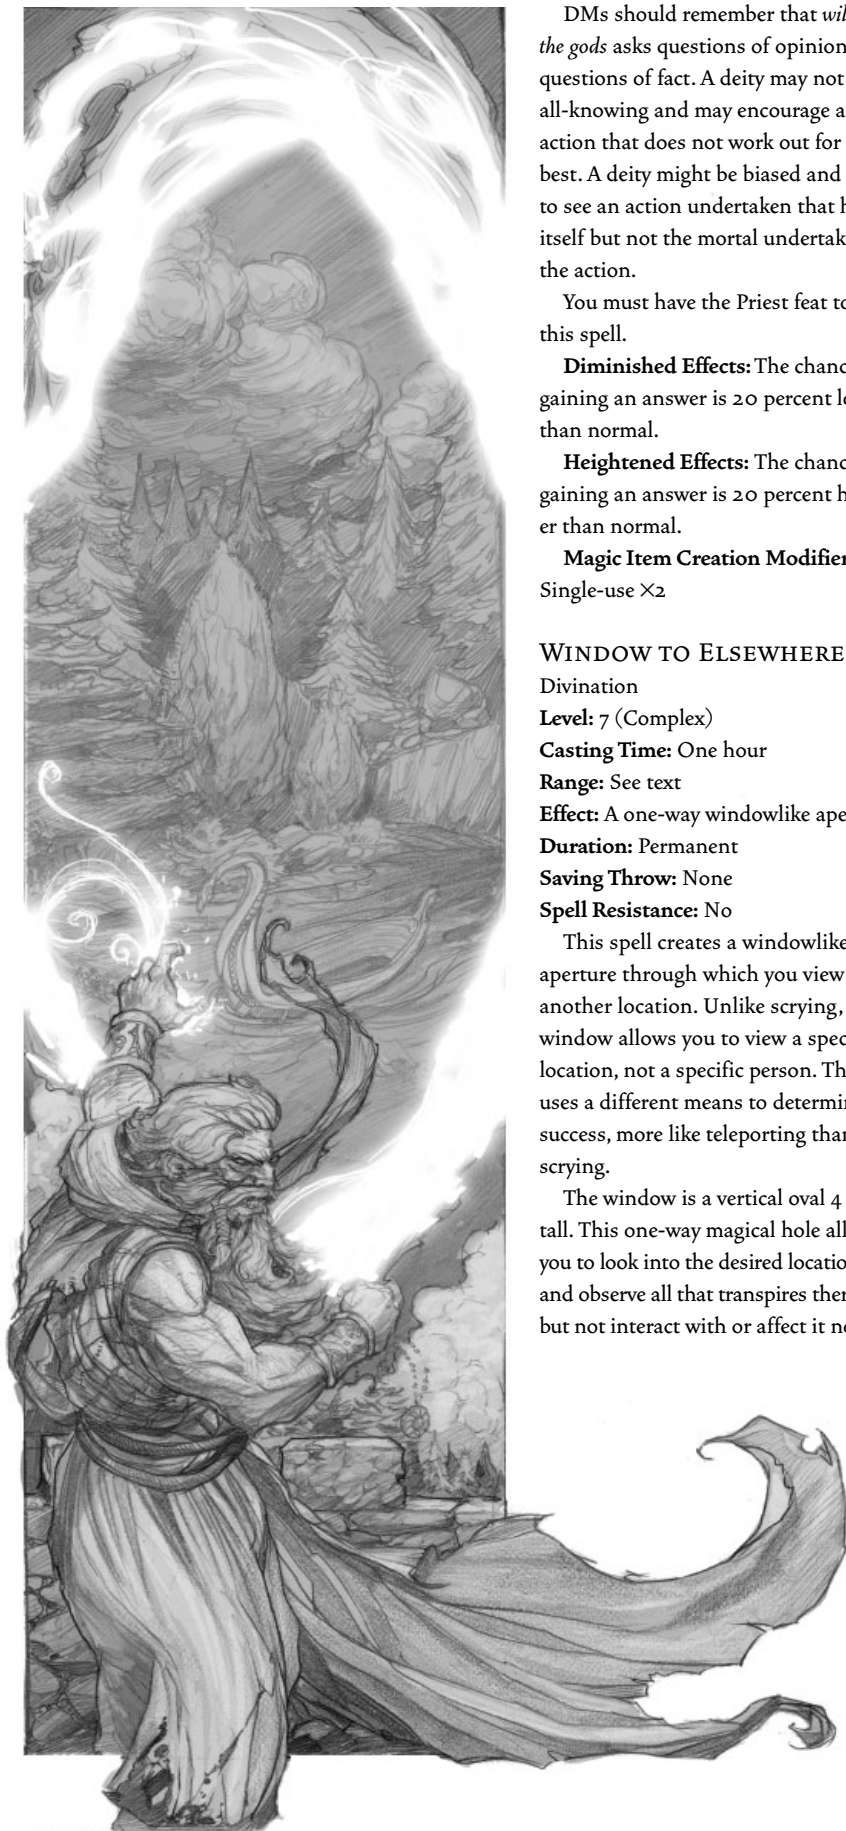 DMs should remember that wil
the gods asks questions of opinion
questions of fact. A deity may not
all-knowing and may encourage a
action that does not work out for
best. A deity might be biased and
to see an action undertaken that h
itself but not the mortal undertak
the action.
You must have the Priest feat to
this spell.
Diminished Effects: The chanc
gaining an answer is 20 percent le
than normal.
Heightened Effects: The chanc
gaining an answer is 20 percent h
er than normal.
Magic Item Creation Modifier
Single-use ×2
WINDOW TO ELSEWHERE
Divination
Level: 7 (Complex)
Casting Time: One hour
Range: See text
Effect: A one-way windowlike ape
Duration: Permanent
Saving Throw: None
Spell Resistance: No
This spell creates a windowlike
aperture through which you view
another location. Unlike scrying,
window allows you to view a spec
location, not a specific person. Th
uses a different means to determin
success, more like teleporting than
scrying.
The window is a vertical oval 4
tall. This one-way magical hole all
you to look into the desired locatio
and observe all that transpires ther
but not interact with or affect it no